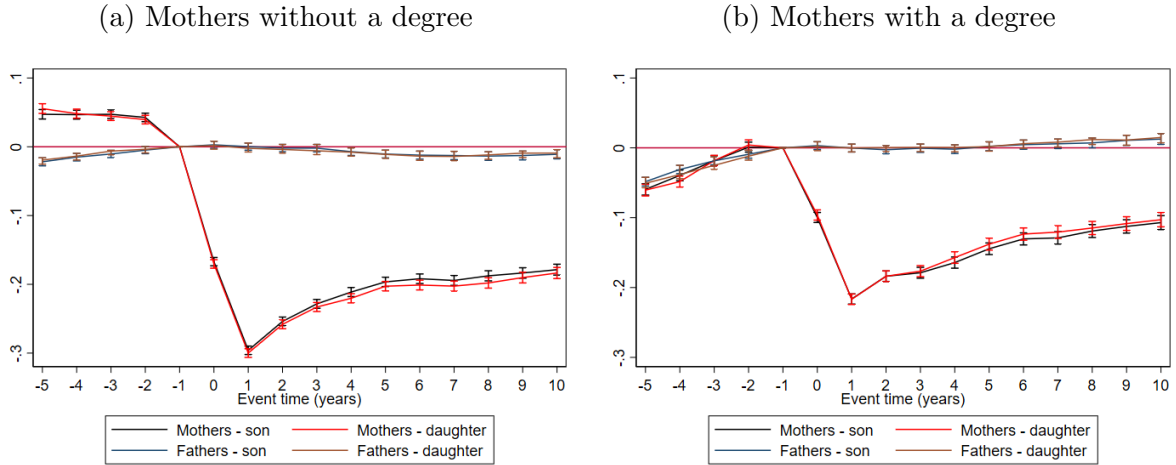 (a) Mothers without a degree
.1
0
-.1
-.2
-.3
-5 -4 -3 -2 -1 0 1 2 3 4 5 6 7 8 9 10
Event time (years)
Mothers - son Mothers - daughter
Fathers - son Fathers - daughter
(b) Mothers with a degree
.1
0
-.1
-.2
-.3
-5 -4 -3 -2 -1 0 1 2 3 4 5 6 7 8 9 10
Event time (years)
Mothers - son Mothers - daughter
Fathers - son Fathers - daughter